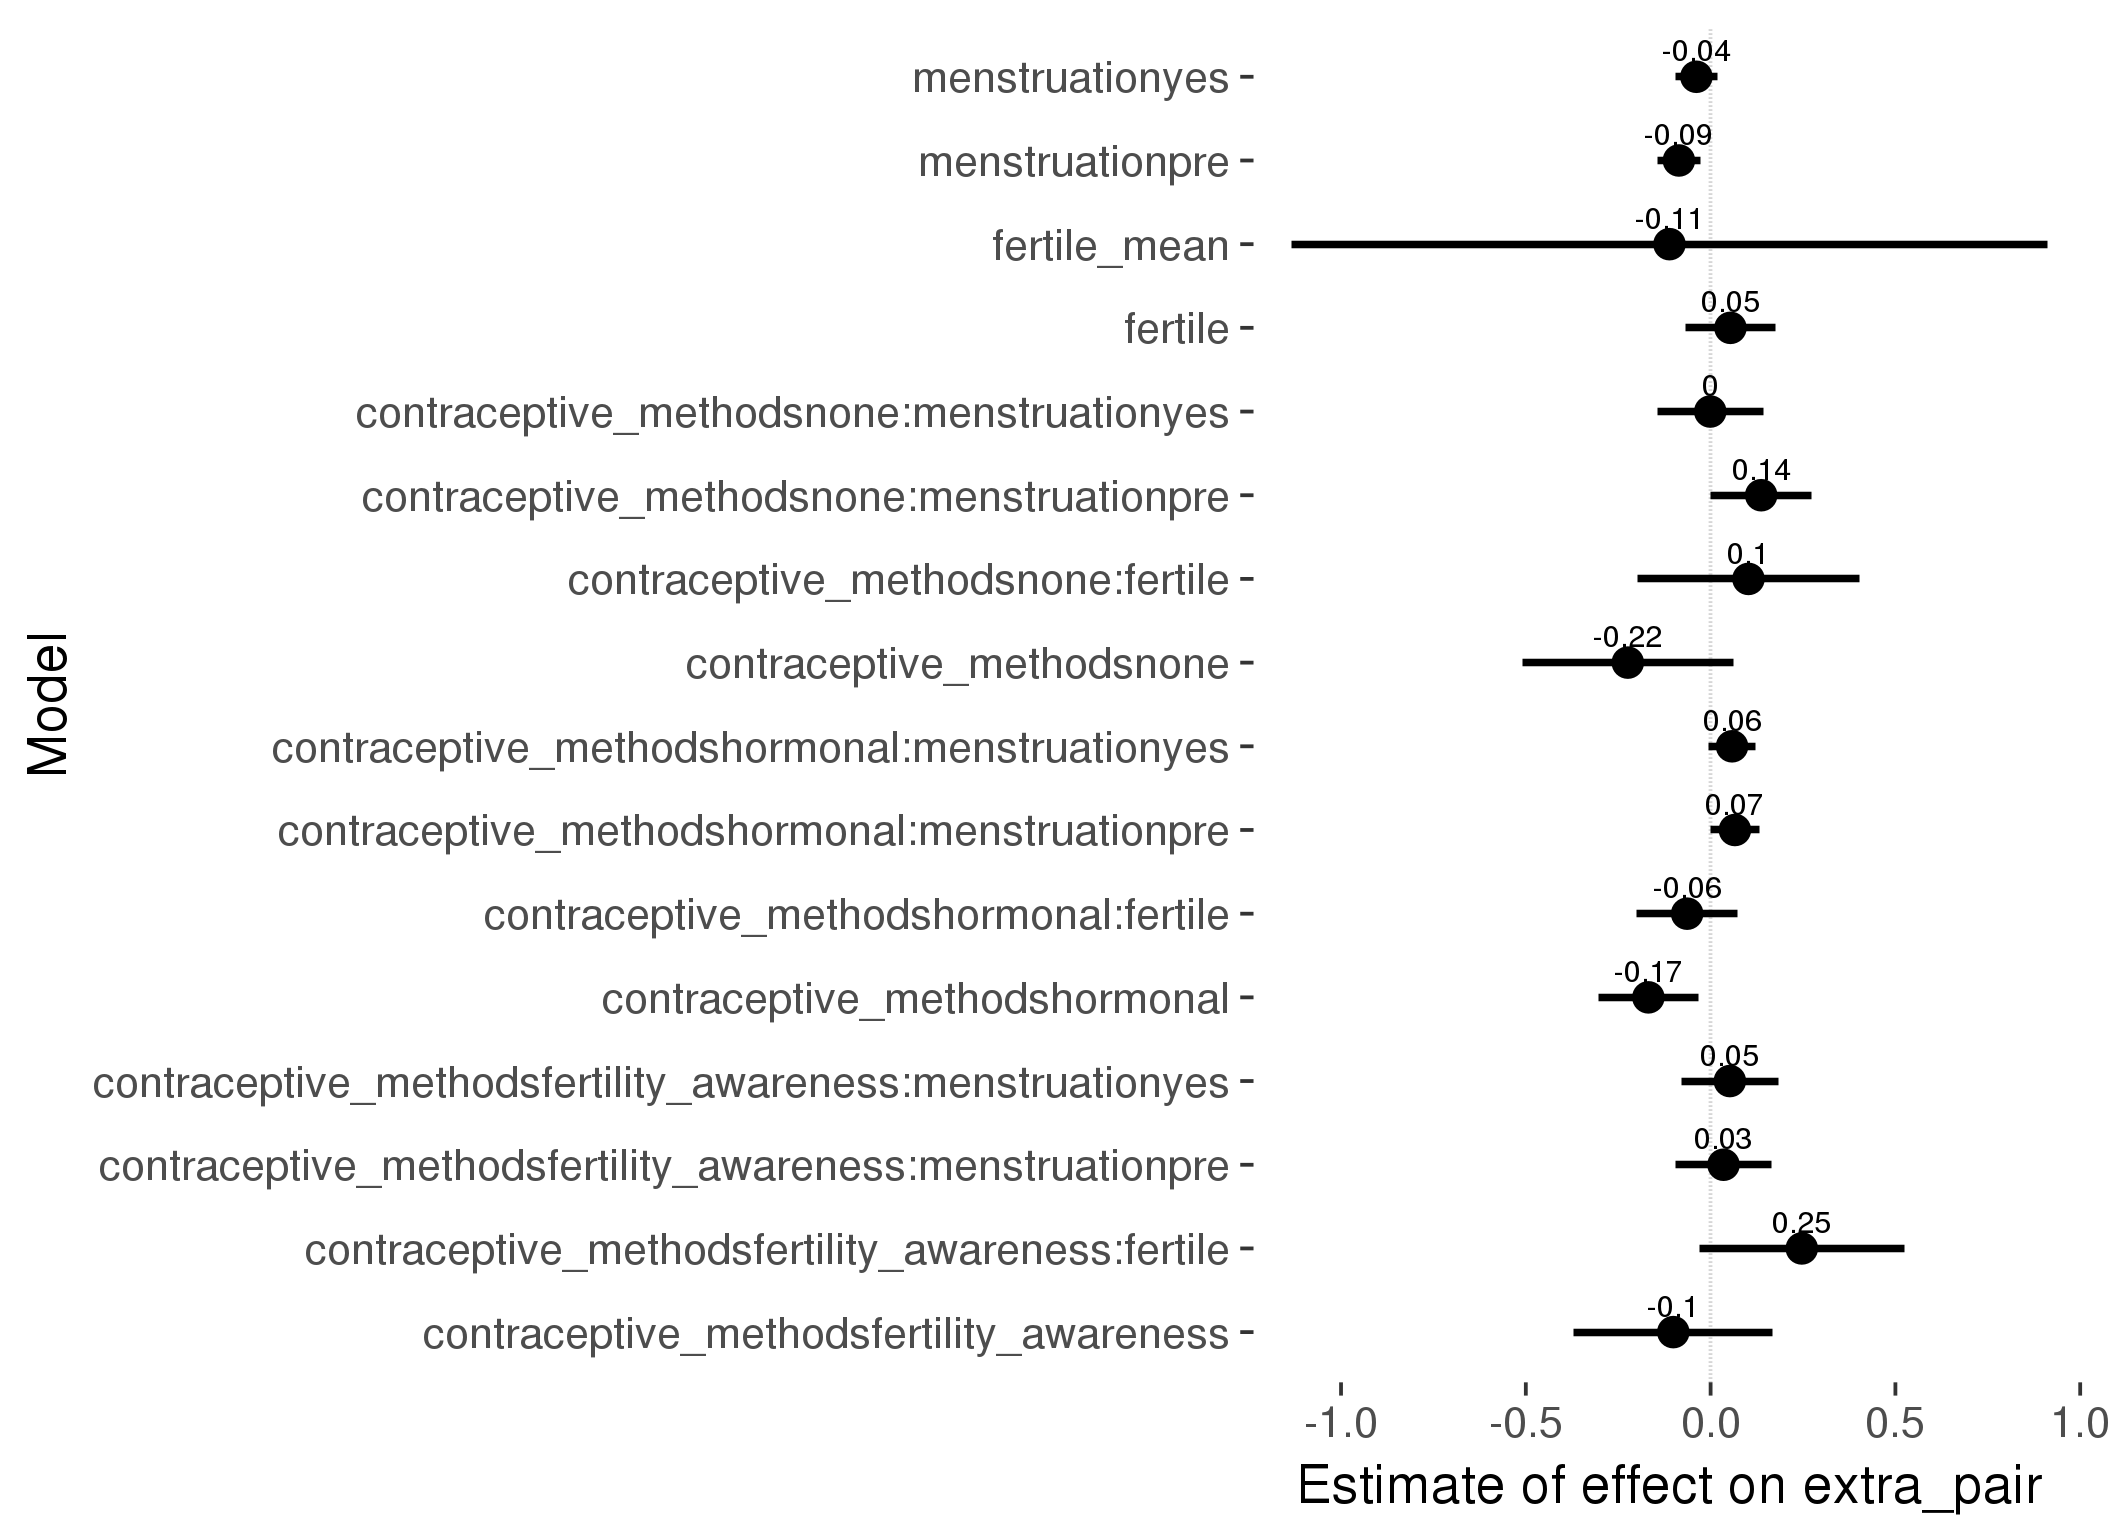 -0.04
menstruationyes
-0.09
menstruationpre
-0.11
fertile_mean
0.05
fertile
0
contraceptive_methodsnone:menstruationyes
0.14
contraceptive_methodsnone:menstruationpre
0.1
contraceptive_methodsnone:fertile
-0.22
contraceptive_methodsnone
0.06
contraceptive_methodshormonal:menstruationyes
0.07
contraceptive_methodshormonal:menstruationpre
-0.06
contraceptive_methodshormonal:fertile
-0.17
contraceptive_methodshormonal
0.05
contraceptive_methodsfertility_awareness:menstruationyes
0.03
contraceptive_methodsfertility_awareness:menstruationpre
0.25
contraceptive_methodsfertility_awareness:fertile
-0.1
contraceptive_methodsfertility_awareness
Model
-1.0 -0.5 0.0 0.5 1.0
Estimate of effect on extra_pair